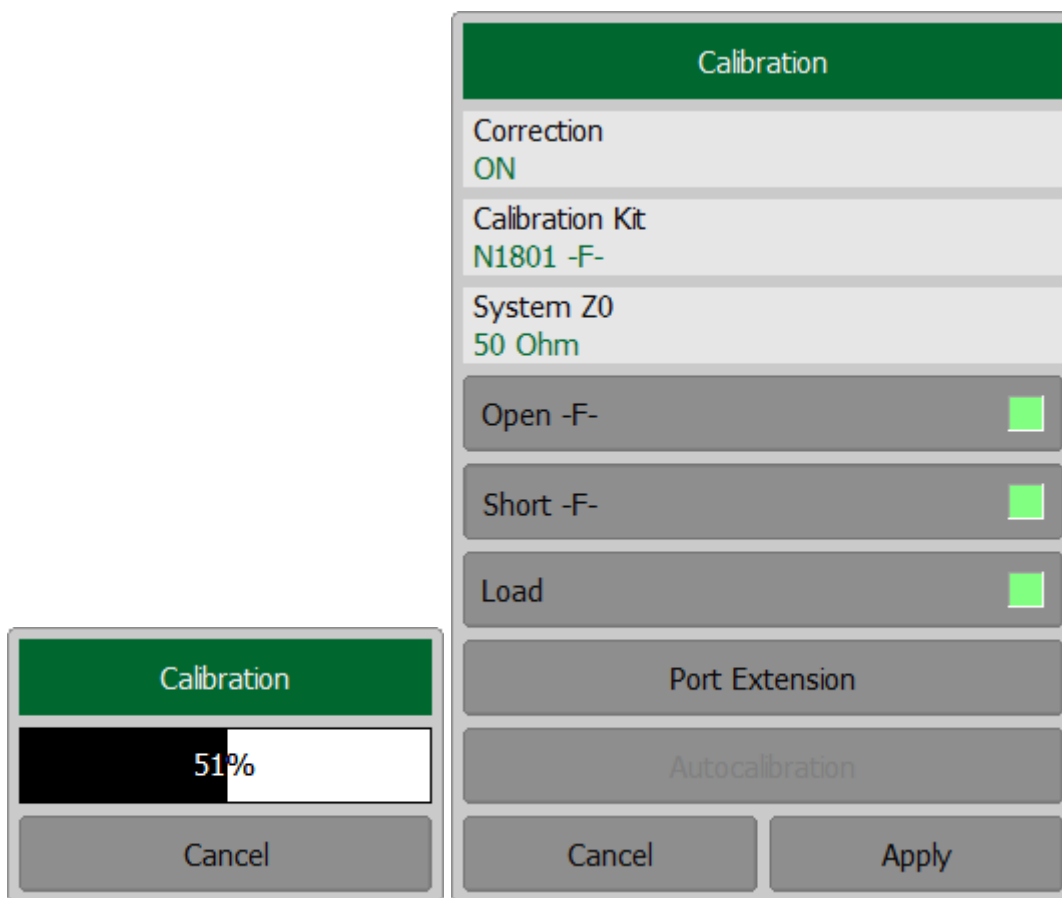 Calibration
51%
Cancel
Calibration
Correction
ON
Calibration Kit
N1801 -F-
System Z0
50 Ohm
Open -F-
Short -F-
Load
Port Extension
Autocalibration
Cancel
Apply